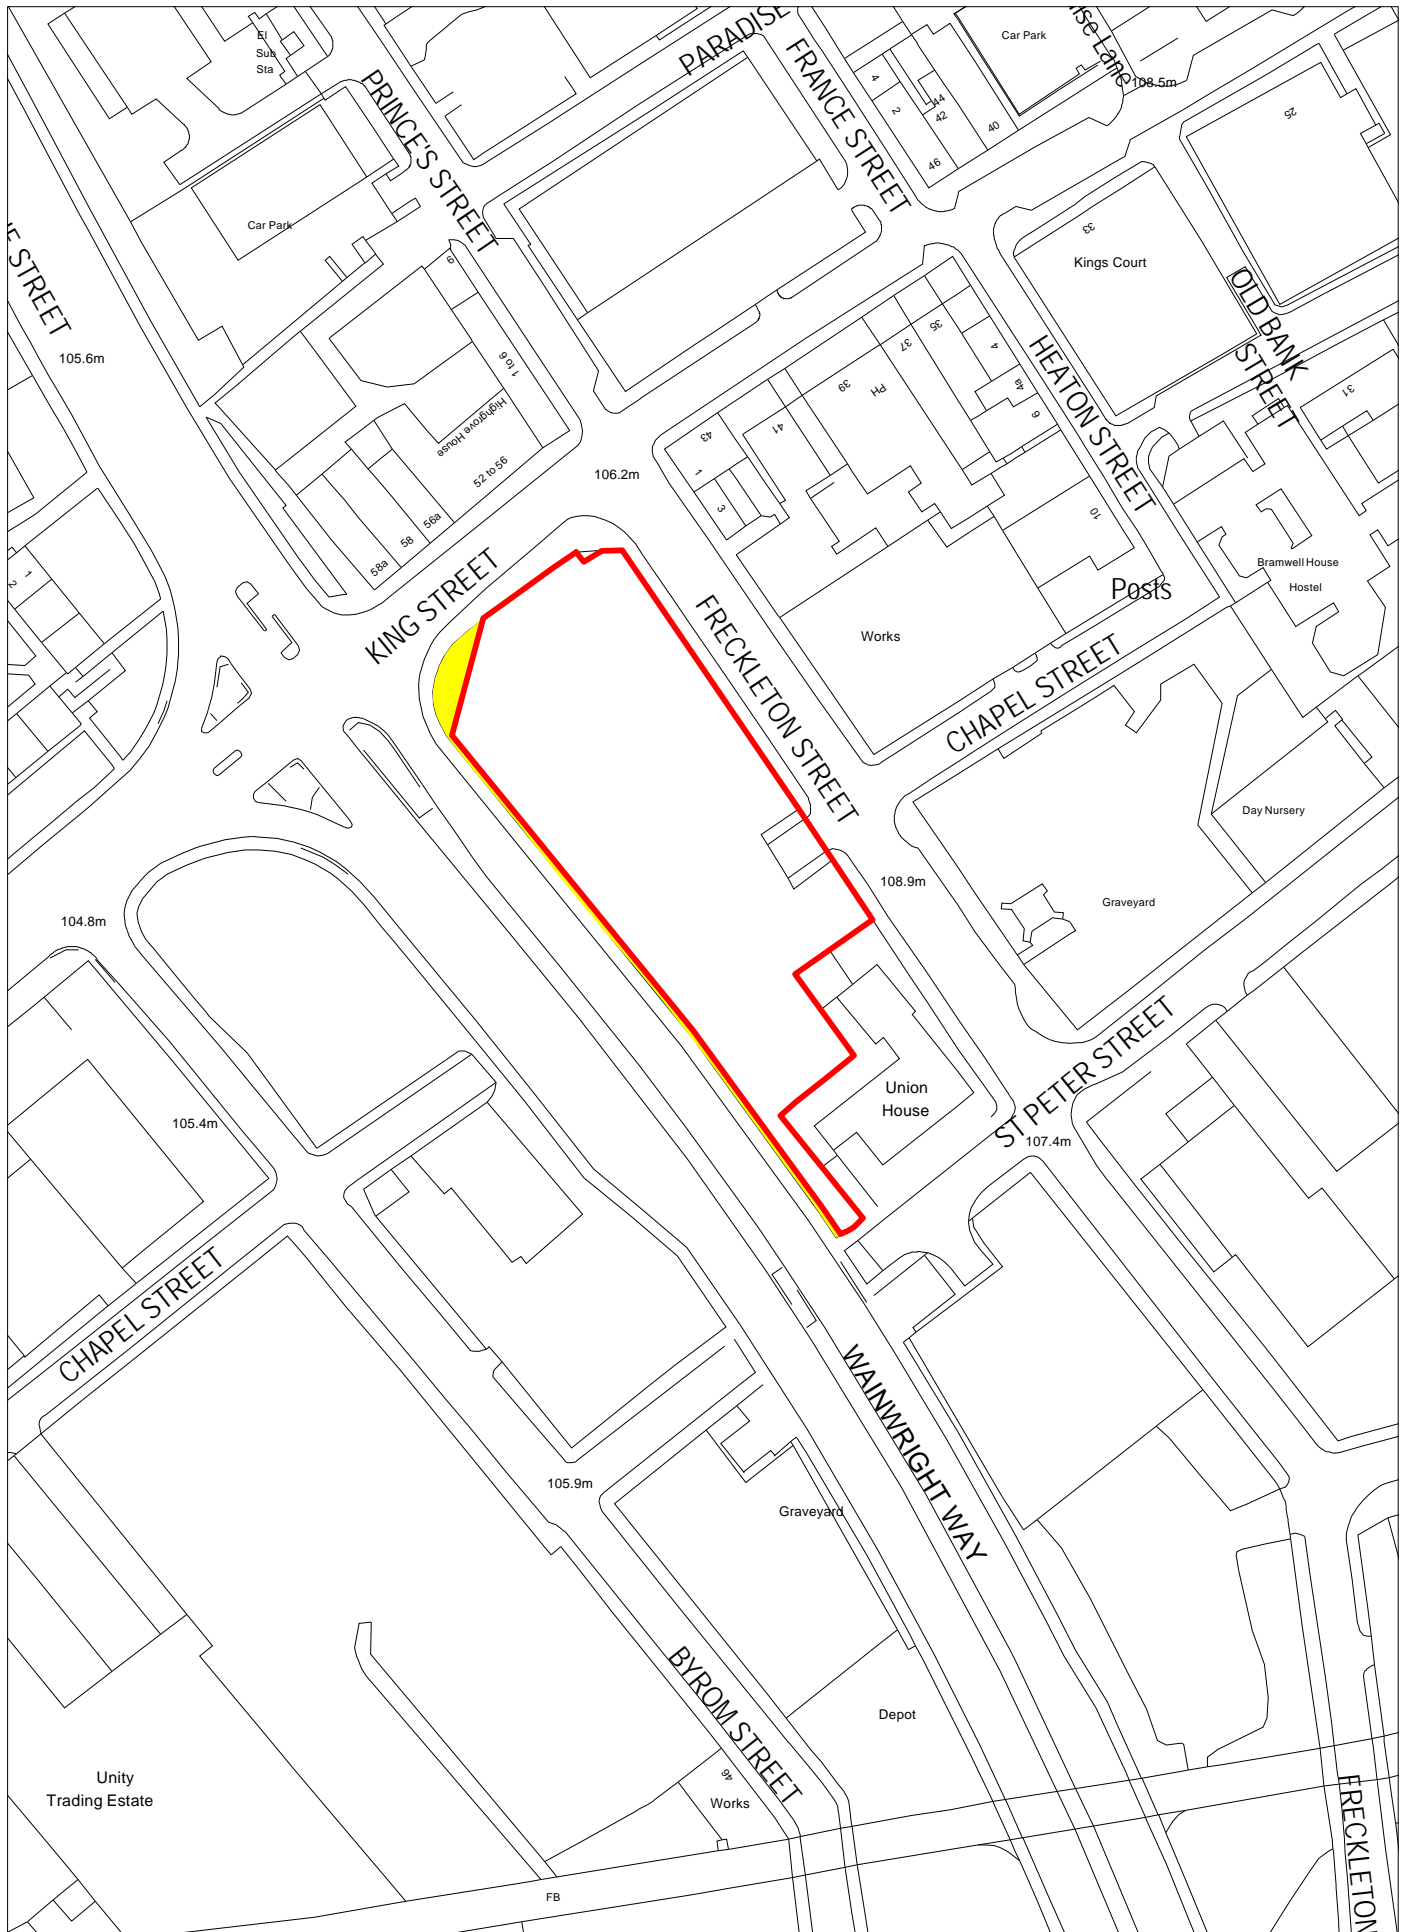 El
Sub
Sta
PARADISE
FRANCE STREET
Car Park
ise Lane
108.5m
4
2
44
42
40
46
25
PRINCE'S STREET
Car Park
33
Kings Court
OLD BANK
STREET
E STREET
105.6m
9
1 to 6
Highgrove House
52 to 56
56a
58
58a
106.2m
43
1
3
41
39
PH
37
35
4
4a
6
HEATON STREET
10
31
Bramwell House
Hostel
Posts
1
2
KING STREET
FRECKLETON STREET
Works
CHAPEL STREET
Day Nursery
Graveyard
108.9m
104.8m
105.4m
Union
House
ST PETER STREET
107.4m
CHAPEL STREET
WAINWRIGHT WAY
105.9m
Graveyard
BYROM STREET
Depot
Unity
Trading Estate
46
Works
FRECKLETON
FB